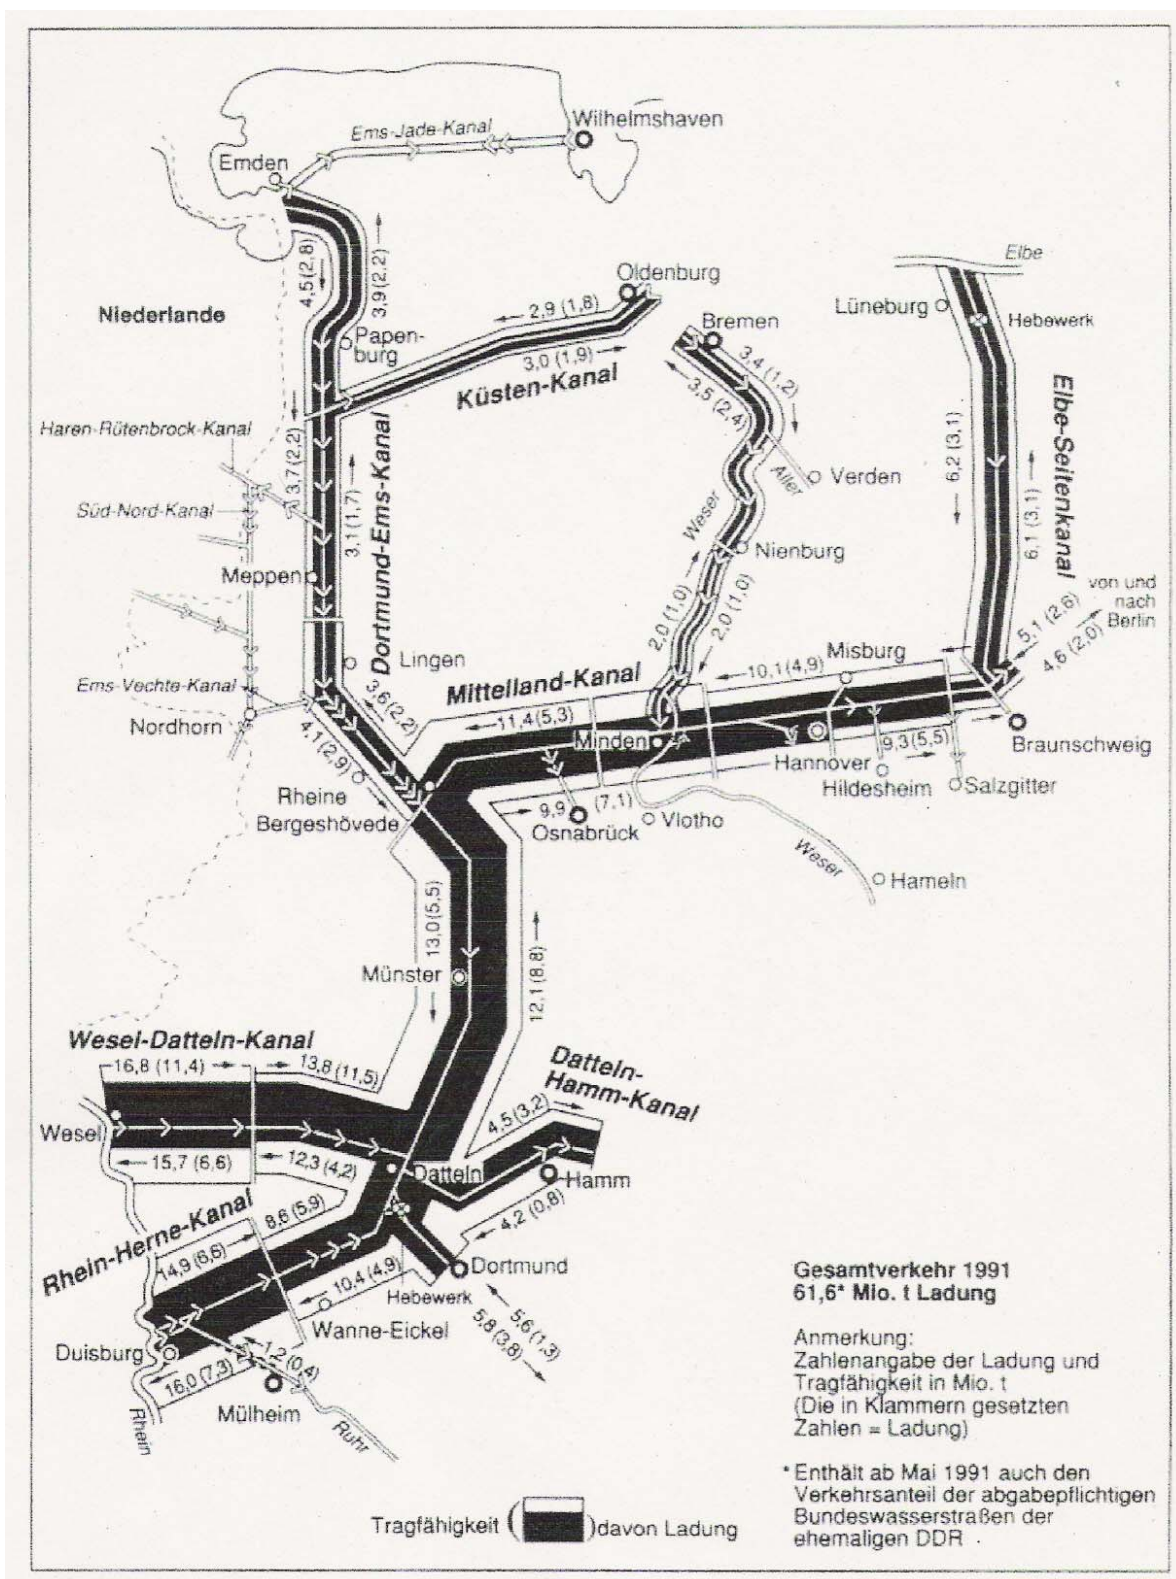 Ems-Jade-Kanal
Wilhelmshaven
Emden
4,5 (2,8)
3,9 (2,2)
Niederlande
Papen-
burg
Oldenburg
2,9 (1,8)
3,0 (1,9)
Küsten-Kanal
Bremen
3,4 (1,2)
3,5 (2,4)
Elbe
Lüneburg
Hebewerk
Elbe-Seitenkanal
6,2 (3,1)
6,1 (3,1)
Haren-Rütenbrock-Kanal
3,7 (2,2)
3,1 (1,7)
Dortmund-Ems-Kanal
Süd-Nord-Kanal
Meppen
Verden
Aller
Weser
Nienburg
2,0 (1,0)
2,0 (1,0)
von und
nach
Berlin
5,1 (2,6)
4,6 (2,0)
Lingen
Ems-Vechte-Kanal
Nordhorn
3,6 (2,2)
4,1 (2,9)
Mittelland-Kanal
Misburg
10,1 (4,9)
11,4 (5,3)
Minden
Hannover
9,3 (5,5)
Braunschweig
Hildesheim
Salzgitter
Rheine
Bergeshövede
9,9 (7,1)
Osnabrück
Vlotho
Weser
Hameln
13,0 (5,5)
Münster
12,1 (8,8)
Wesel-Datteln-Kanal
16,8 (11,4)
13,8 (11,5)
Datteln-
Hamm-Kanal
4,5 (3,2)
Wesel
15,7 (6,6)
12,3 (4,2)
Datteln
Hamm
4,2 (0,8)
Rhein-Herne-Kanal
8,6 (5,9)
14,9 (6,6)
10,4 (4,9)
Hebewerk
Dortmund
5,6 (1,3)
5,8 (3,8)
Wanne-Eickel
Duisburg
1,2 (0,4)
16,0 (7,3)
Mülheim
Rhein
Ruhr
Gesamtverkehr 1991
61,6* Mio. t Ladung
Anmerkung:
Zahlenangabe der Ladung und
Tragfähigkeit in Mio. t
(Die in Klammern gesetzten
Zahlen = Ladung)
* Enthält ab Mai 1991 auch den
Verkehrsanteil der abgabepflichtigen
Bundeswasserstraßen der
ehemaligen DDR
Tragfähigkeit ( ) davon Ladung